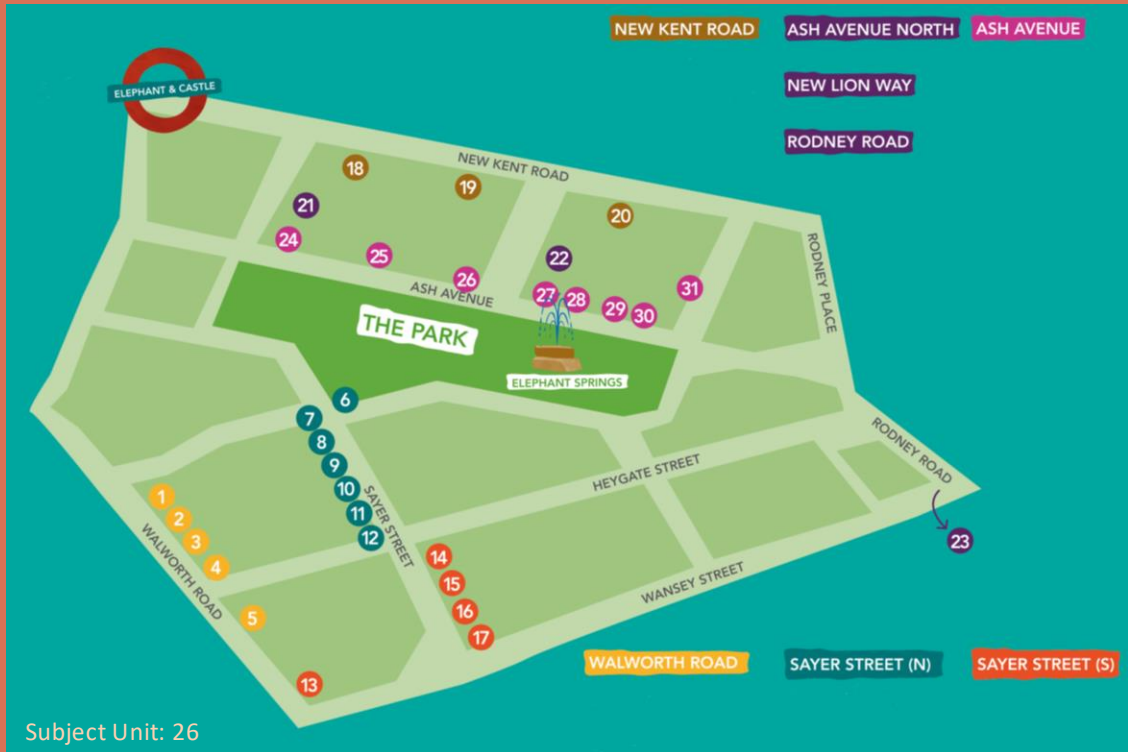 NEW KENT ROAD
ASH AVENUE NORTH
ASH AVENUE
NEW LION WAY
RODNEY ROAD
ELEPHANT & CASTLE
NEW KENT ROAD
18
19
20
21
22
24
25
26
27
28
29
30
31
RODNEY PLACE
ASH AVENUE
THE PARK
ELEPHANT SPRINGS
6
7
8
9
10
11
12
SAYER STREET
RODNEY ROAD
HEYGATE STREET
1
2
3
4
5
WALWORTH ROAD
14
15
16
17
WANSEY STREET
23
13
WALWORTH ROAD
SAYER STREET (N)
SAYER STREET (S)
Subject Unit: 26